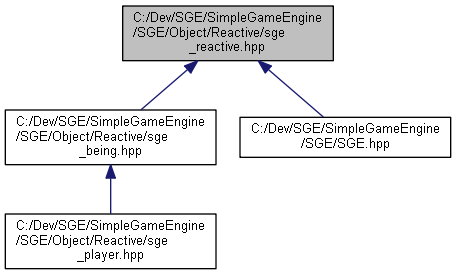 C:/Dev/SGE/SimpleGameEngine
/SGE/Object/Reactive/sge
_reactive.hpp
C:/Dev/SGE/SimpleGameEngine
/SGE/Object/Reactive/sge
_being.hpp
C:/Dev/SGE/SimpleGameEngine
/SGE/SGE.hpp
C:/Dev/SGE/SimpleGameEngine
/SGE/Object/Reactive/sge
_player.hpp